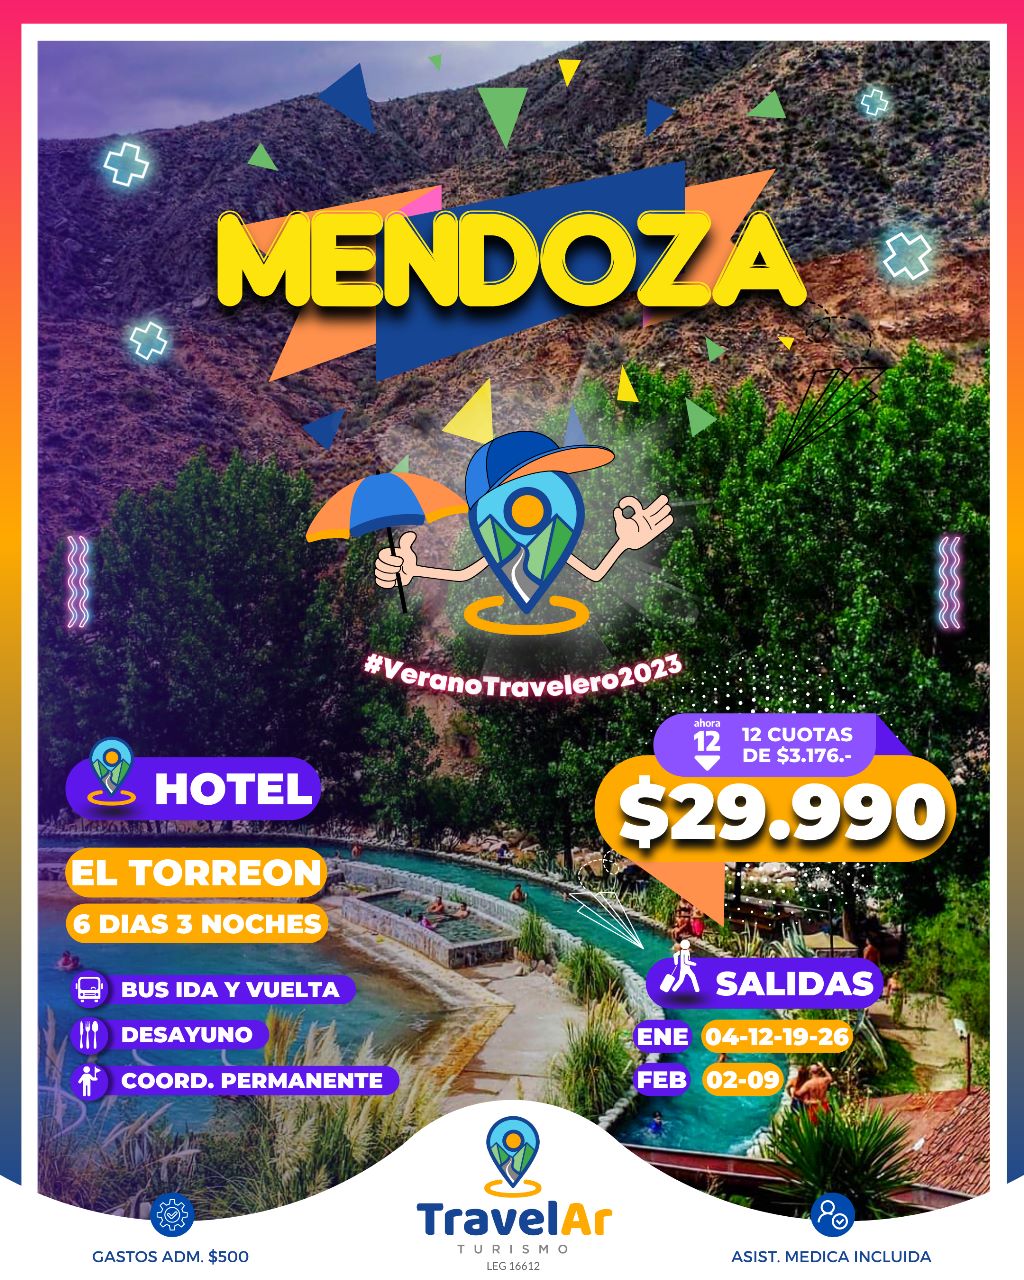 MENDOZA
#VeranoTravelero2023
ahora
12
12 CUOTAS
DE $3.176.-
$29.990
HOTEL
EL TORREON
6 DIAS 3 NOCHES
BUS IDA Y VUELTA
DESAYUNO
COORD. PERMANENTE
SALIDAS
ENE 04-12-19-26
FEB 02-09
GASTOS ADM. $500
TravelAr
TURISMO
LEG 16612
ASIST. MEDICA INCLUIDA